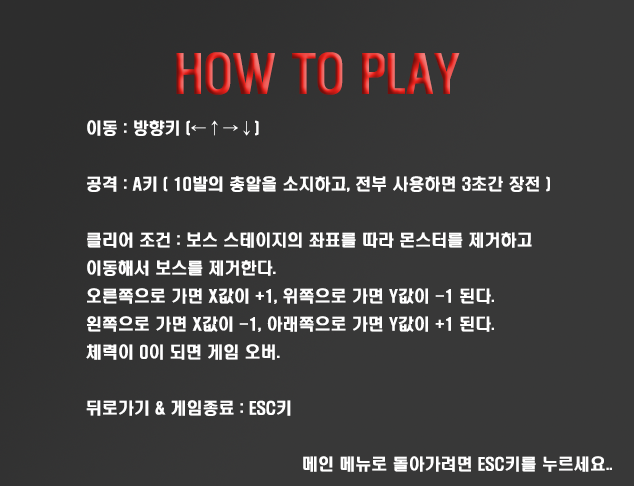 HOW TO PLAY
이동 : 방향키 (←↑→↓)
공격 : A키 ( 10발의 총알을 소지하고, 전부 사용하면 3초간 장전 )
클리어 조건 : 보스 스테이지의 좌표를 따라 몬스터를 제거하고
이동해서 보스를 제거한다.
오른쪽으로 가면 X값이 +1, 위쪽으로 가면 Y값이 -1 된다.
왼쪽으로 가면 X값이 -1, 아래쪽으로 가면 Y값이 +1 된다.
체력이 0이 되면 게임 오버.
뒤로가기 & 게임종료 : ESC키
메인 메뉴로 돌아가려면 ESC키를 누르세요..